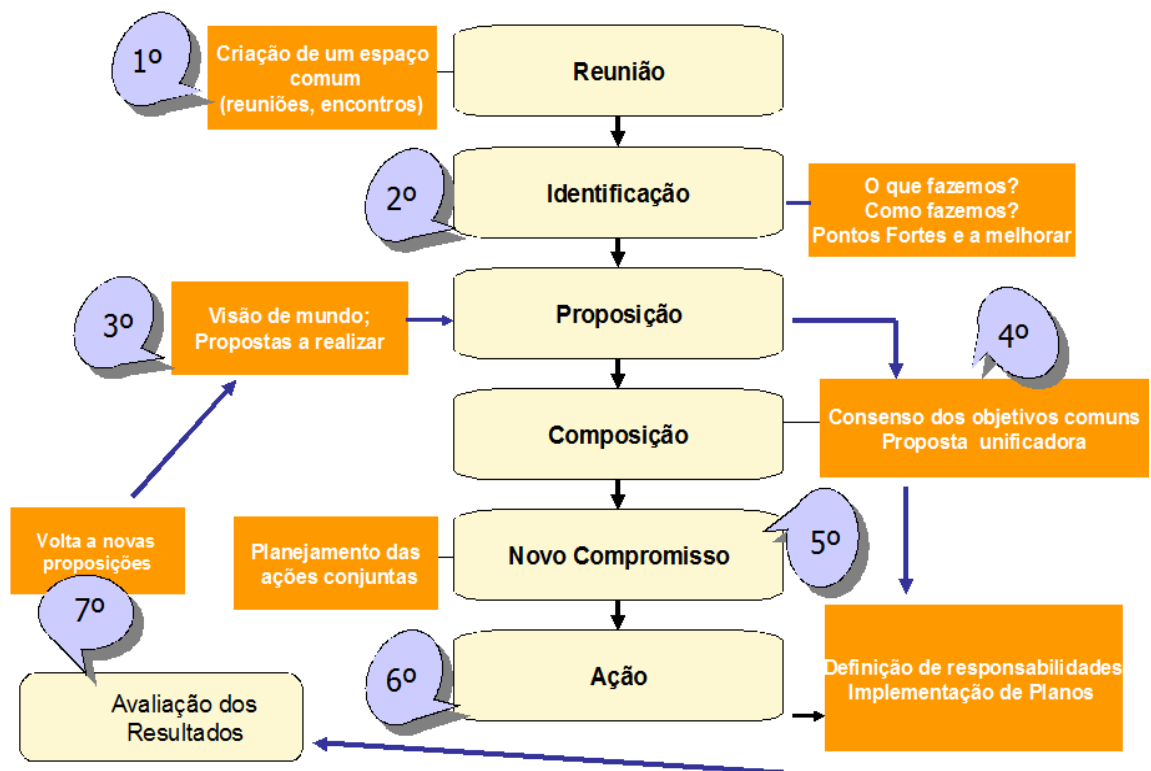 1º
Criação de um espaço
comum
(reuniões, encontros)
Reunião
2º
Identificação
O que fazemos?
Como fazemos?
Pontos Fortes e a melhorar
3º
Visão de mundo;
Propostas a realizar
Proposição
4º
Consenso dos objetivos comuns
Proposta unificadora
Composição
5º
Novo Compromisso
Planejamento das
ações conjuntas
6º
Ação
Definição de responsabilidades
Implementação de Planos
7º
Avaliação dos
Resultados
Volta a novas
proposições